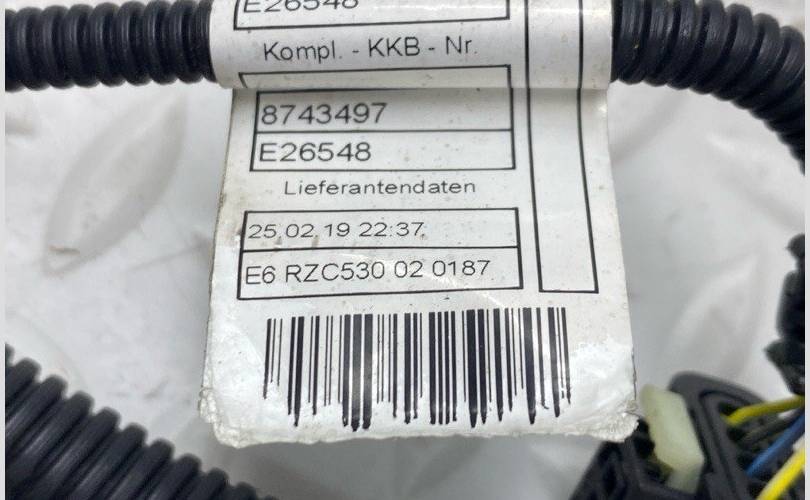 E26548
Kompl. - KKB - Nr.
8743497
E26548
Lieferantendaten
25.02.19 22:37
E6 RZC530 02 0187